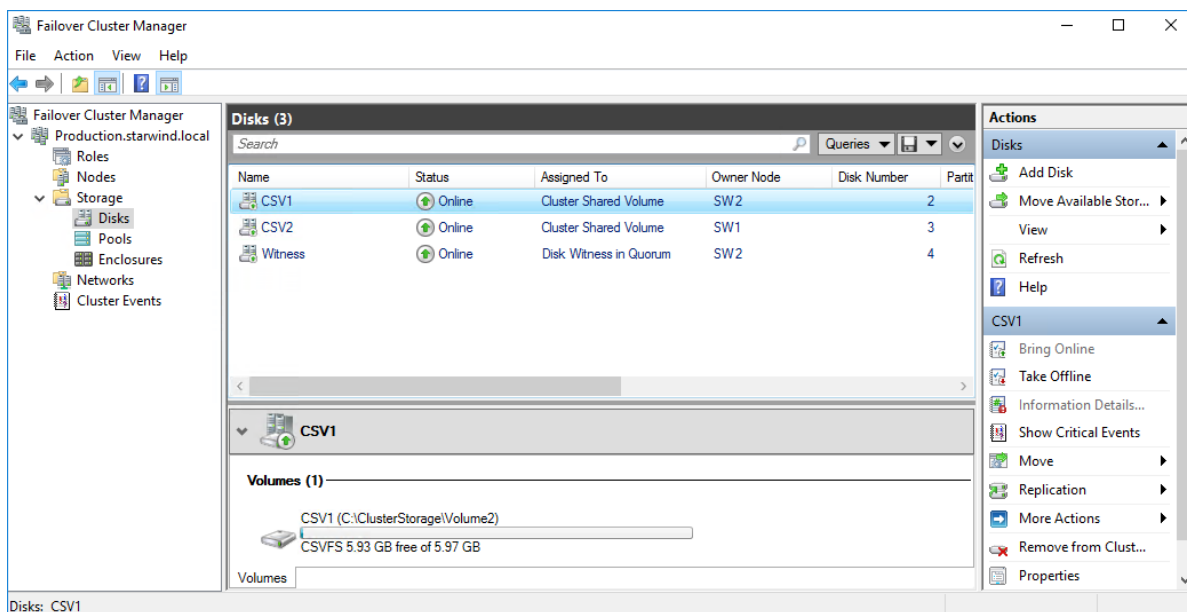 Failover Cluster Manager
File Action View Help
Failover Cluster Manager
Production.starwind.local
Roles
Nodes
Storage
Disks
Pools
Enclosures
Networks
Cluster Events
Disks (3)
Search
Queries
Name Status Assigned To Owner Node Disk Number Partit
CSV1 Online Cluster Shared Volume SW2 2
CSV2 Online Cluster Shared Volume SW1 3
Witness Online Disk Witness in Quorum SW2 4
CSV1
Volumes (1)
CSV1 (C:\ClusterStorage\Volume2)
CSVFS 5.93 GB free of 5.97 GB
Volumes
Actions
Disks
Add Disk
Move Available Stor...
View
Refresh
Help
CSV1
Bring Online
Take Offline
Information Details...
Show Critical Events
Move
Replication
More Actions
Remove from Clust...
Properties
Disks: CSV1